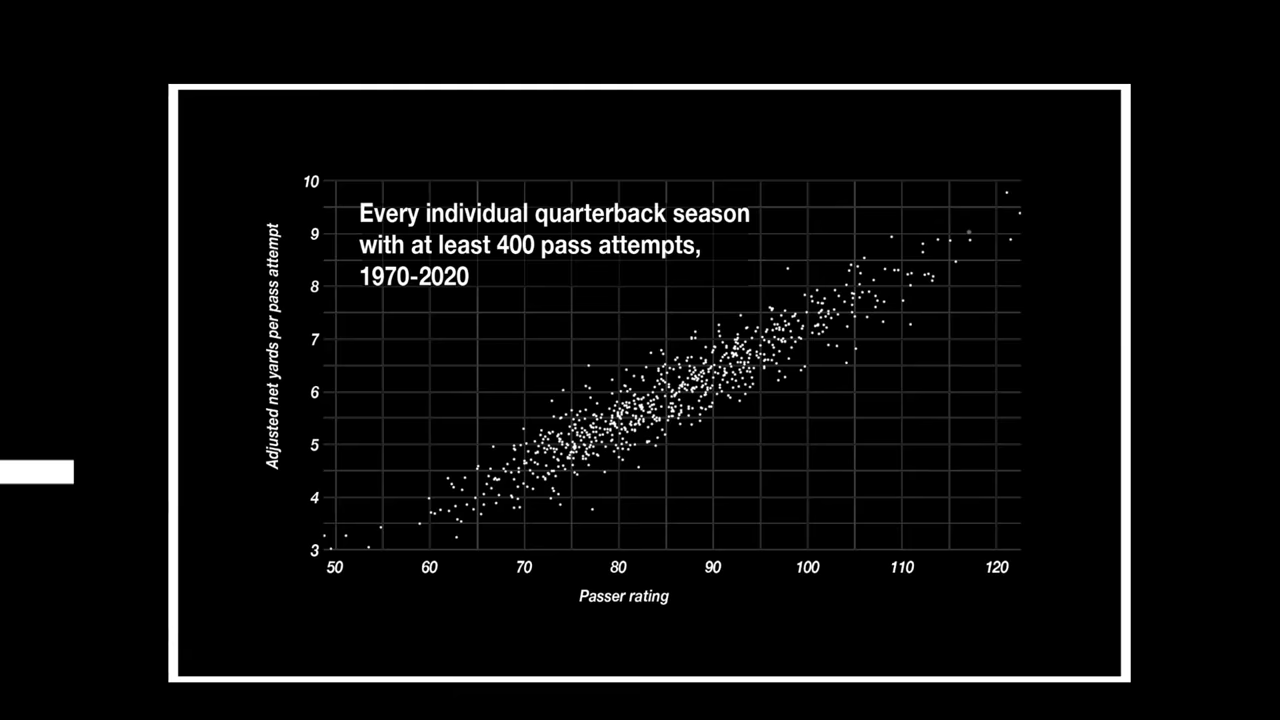 Every individual quarterback season
with at least 400 pass attempts,
1970-2020
Adjusted net yards per pass attempt
10
9
8
7
6
5
4
3
50 60 70 80 90 100 110 120
Passer rating